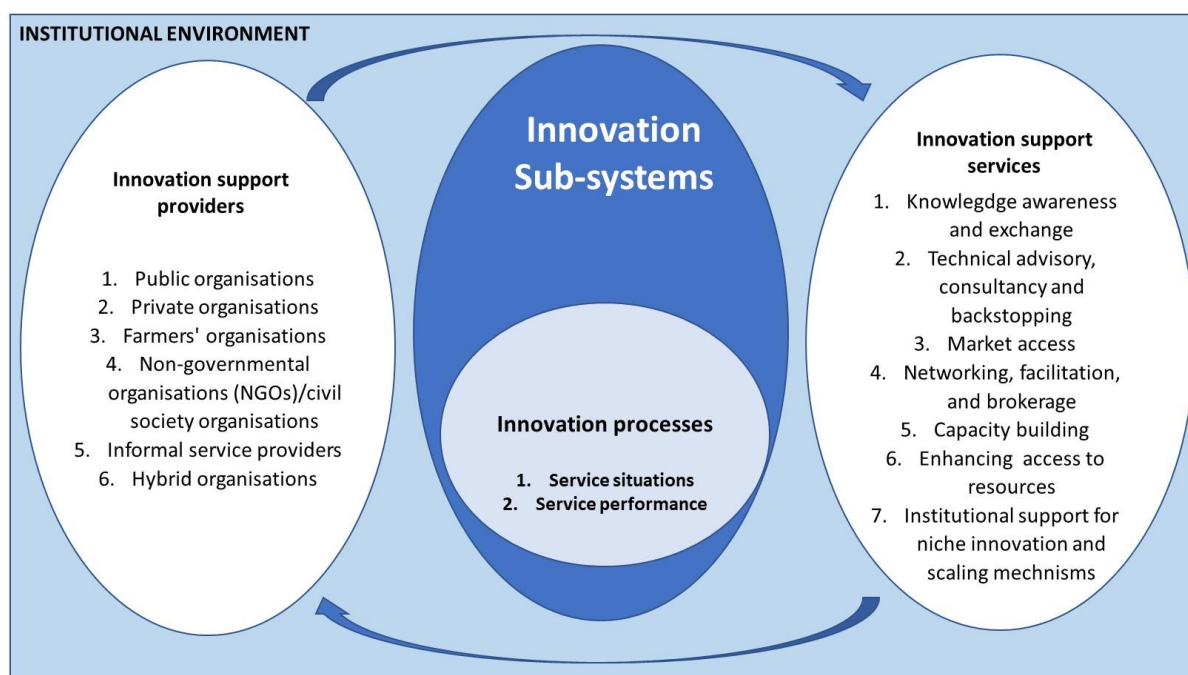 INSTITUTIONAL ENVIRONMENT
Innovation support
providers
1. Public organisations
2. Private organisations
3. Farmers' organisations
4. Non-governmental
organisations (NGOs)/civil
society organisations
5. Informal service providers
6. Hybrid organisations
Innovation
Sub-systems
Innovation processes
1. Service situations
2. Service performance
Innovation support
services
1. Knowlegdge awareness
and exchange
2. Technical advisory,
consultancy and
backstopping
3. Market access
4. Networking, facilitation,
and brokerage
5. Capacity building
6. Enhancing access to
resources
7. Institutional support for
niche innovation and
scaling mechnisms